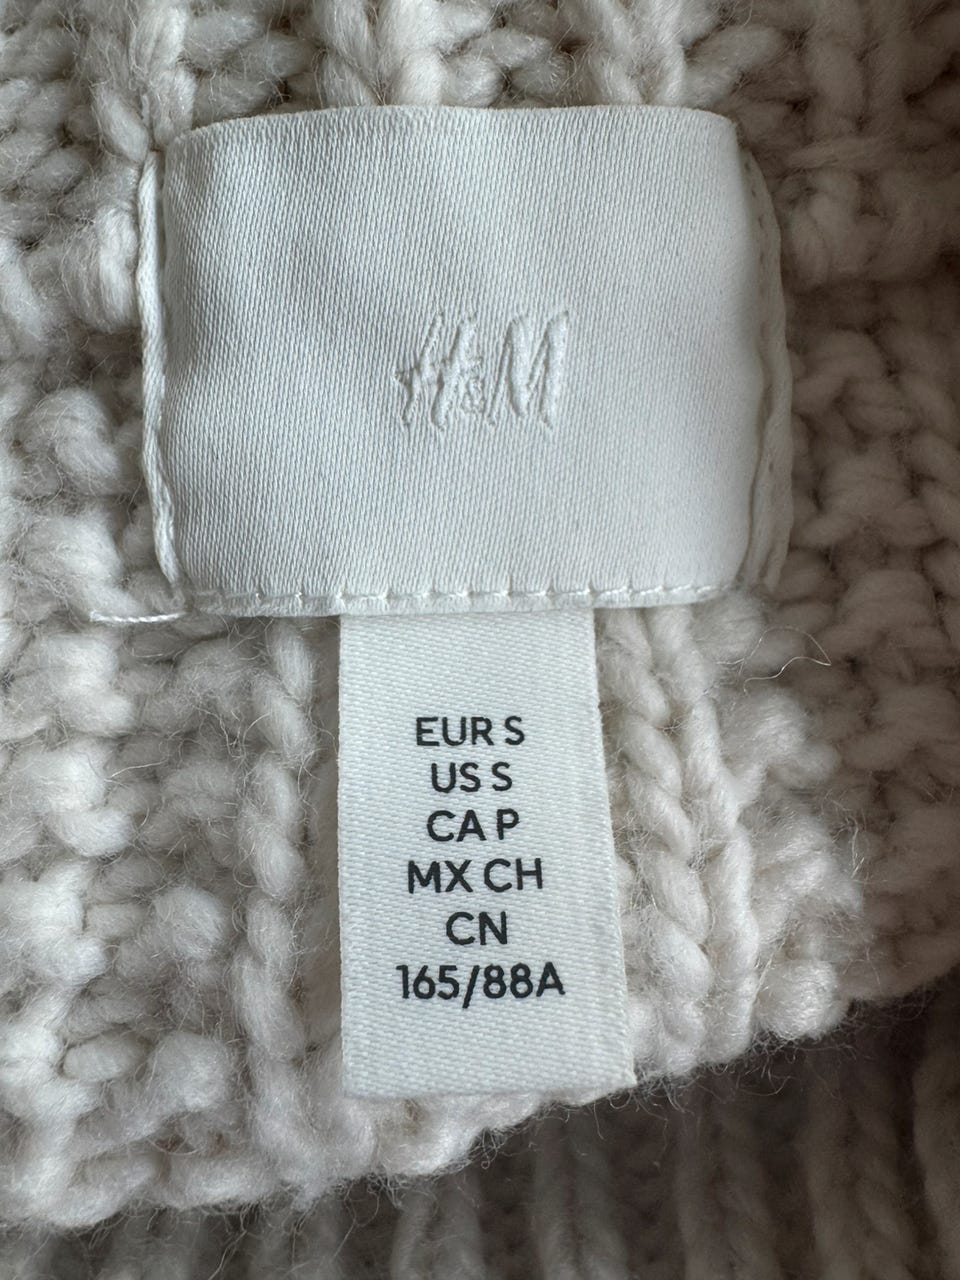 H&M
EUR S
US S
CA P
MX CH
CN
165/88A